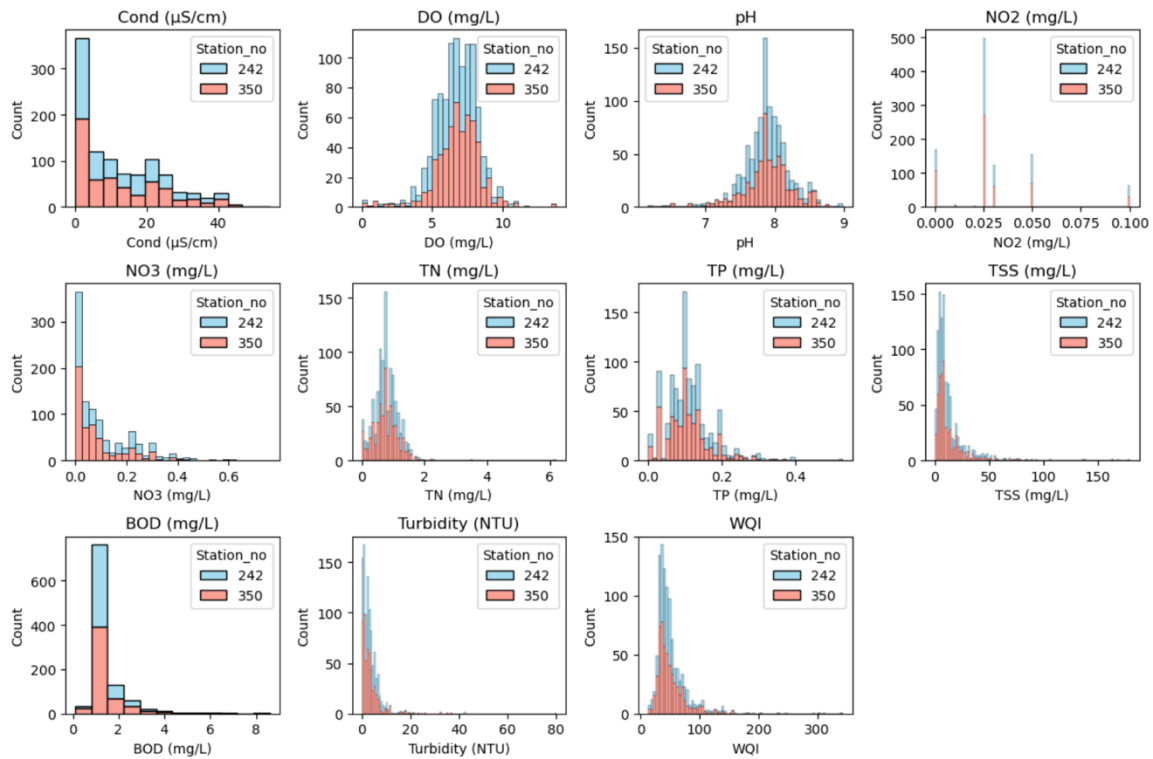 Cond (µS/cm)
Count
300
200
100
0
0
20
40
Cond (µS/cm)
Station_no
242
350
DO (mg/L)
Count
100
80
60
40
20
0
0
5
10
DO (mg/L)
Station_no
242
350
pH
Count
150
100
50
0
7
8
9
pH
Station_no
242
350
NO2 (mg/L)
Count
500
400
300
200
100
0
0.000
0.025
0.050
0.075
0.100
NO2 (mg/L)
Station_no
242
350
NO3 (mg/L)
Count
300
200
100
0
0.0
0.2
0.4
0.6
NO3 (mg/L)
Station_no
242
350
TN (mg/L)
Count
150
100
50
0
0
2
4
6
TN (mg/L)
Station_no
242
350
TP (mg/L)
Count
150
100
50
0
0.0
0.2
0.4
TP (mg/L)
Station_no
242
350
TSS (mg/L)
Count
150
100
50
0
0
50
100
150
TSS (mg/L)
Station_no
242
350
BOD (mg/L)
Count
600
400
200
0
2
4
6
8
BOD (mg/L)
Station_no
242
350
Turbidity (NTU)
Count
150
100
50
0
0
20
40
60
80
Turbidity (NTU)
Station_no
242
350
WQI
Count
150
100
50
0
0
100
200
300
WQI
Station_no
242
350